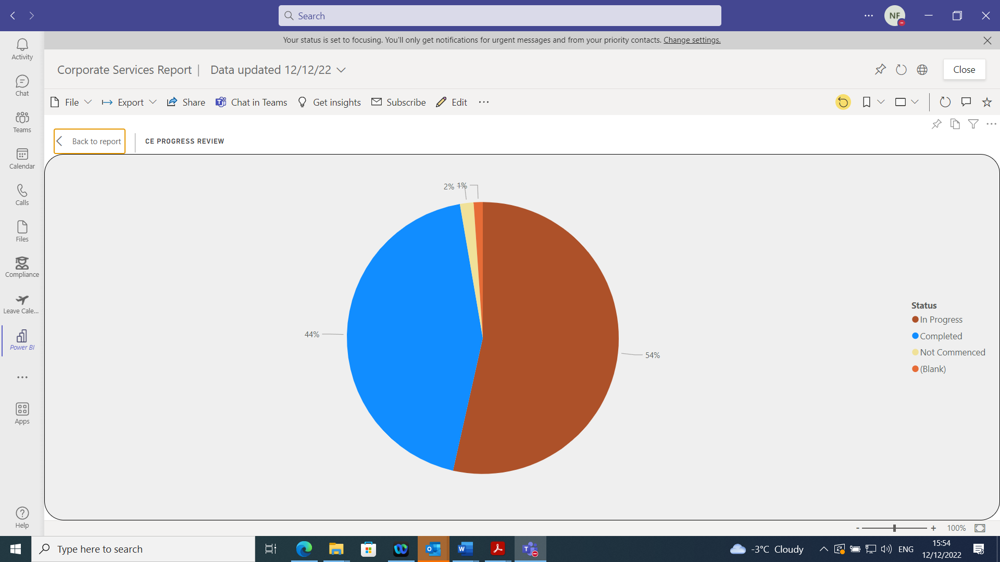 Search
NF
Your status is set to focusing. You'll only get notifications for urgent messages and from your priority contacts. Change settings.
Activity
Chat
Teams
Calendar
Calls
Files
Compliance
Leave Cale...
Power BI
Apps
Help
Corporate Services Report | Data updated 12/12/22
Close
File Export Share Chat in Teams Get insights Subscribe Edit
Back to report
CE PROGRESS REVIEW
2% 1%
44%
54%
Status
In Progress
Completed
Not Commenced
(Blank)
- + 100%
Type here to search
-3°C Cloudy
ENG
15:54
12/12/2022